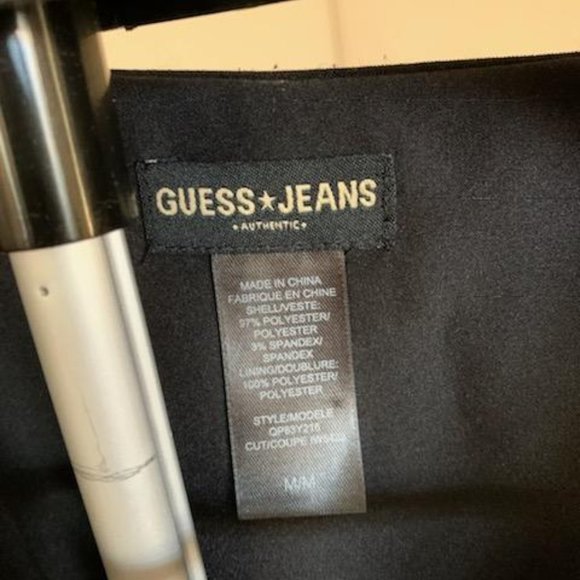 GUESS★JEANS
•AUTHENTIC•
MADE IN CHINA
FABRIQUE EN CHINE
SHELL/VESTE:
97% POLYESTER/
POLYESTER
3% SPANDEX/
SPANDEX
LINING/DOUBLURE:
100% POLYESTER/
POLYESTER
STYLE/MODELE
QP83Y216
CUT/COUPE
M/M